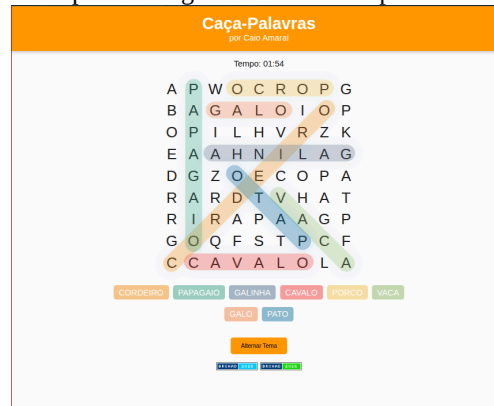 Caça-Palavras
por Caio Amaral
Tempo: 01:54
A P W O C R O P G
B A G A L O I O P
O P I L H V R Z K
E A A H N I L A G
D G Z O E C O P A
R A R D T V H A T
R I R A P A A G P
G O Q F S T P C F
C C A V A L O L A
CORDEIRO PAPAGAIO GALINHA CAVALO PORCO VACA
GALO PATO
Alternar Tema